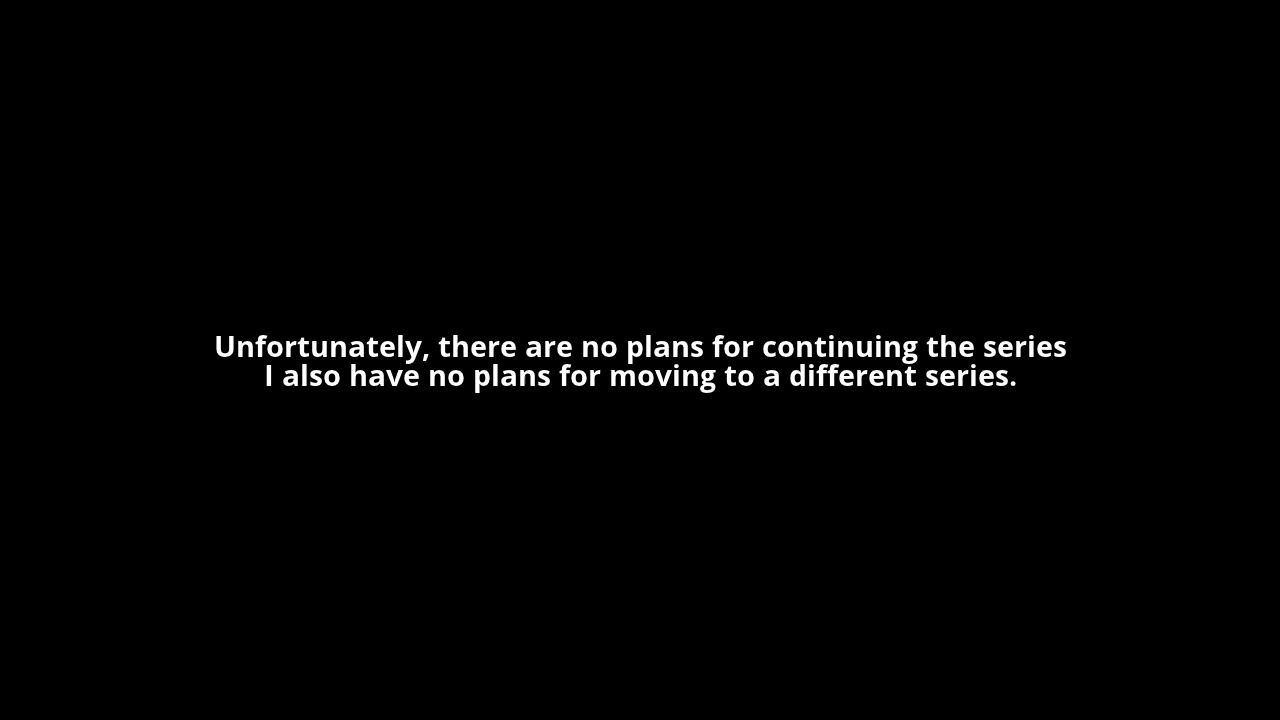 Unfortunately, there are no plans for continuing the series
I also have no plans for moving to a different series.